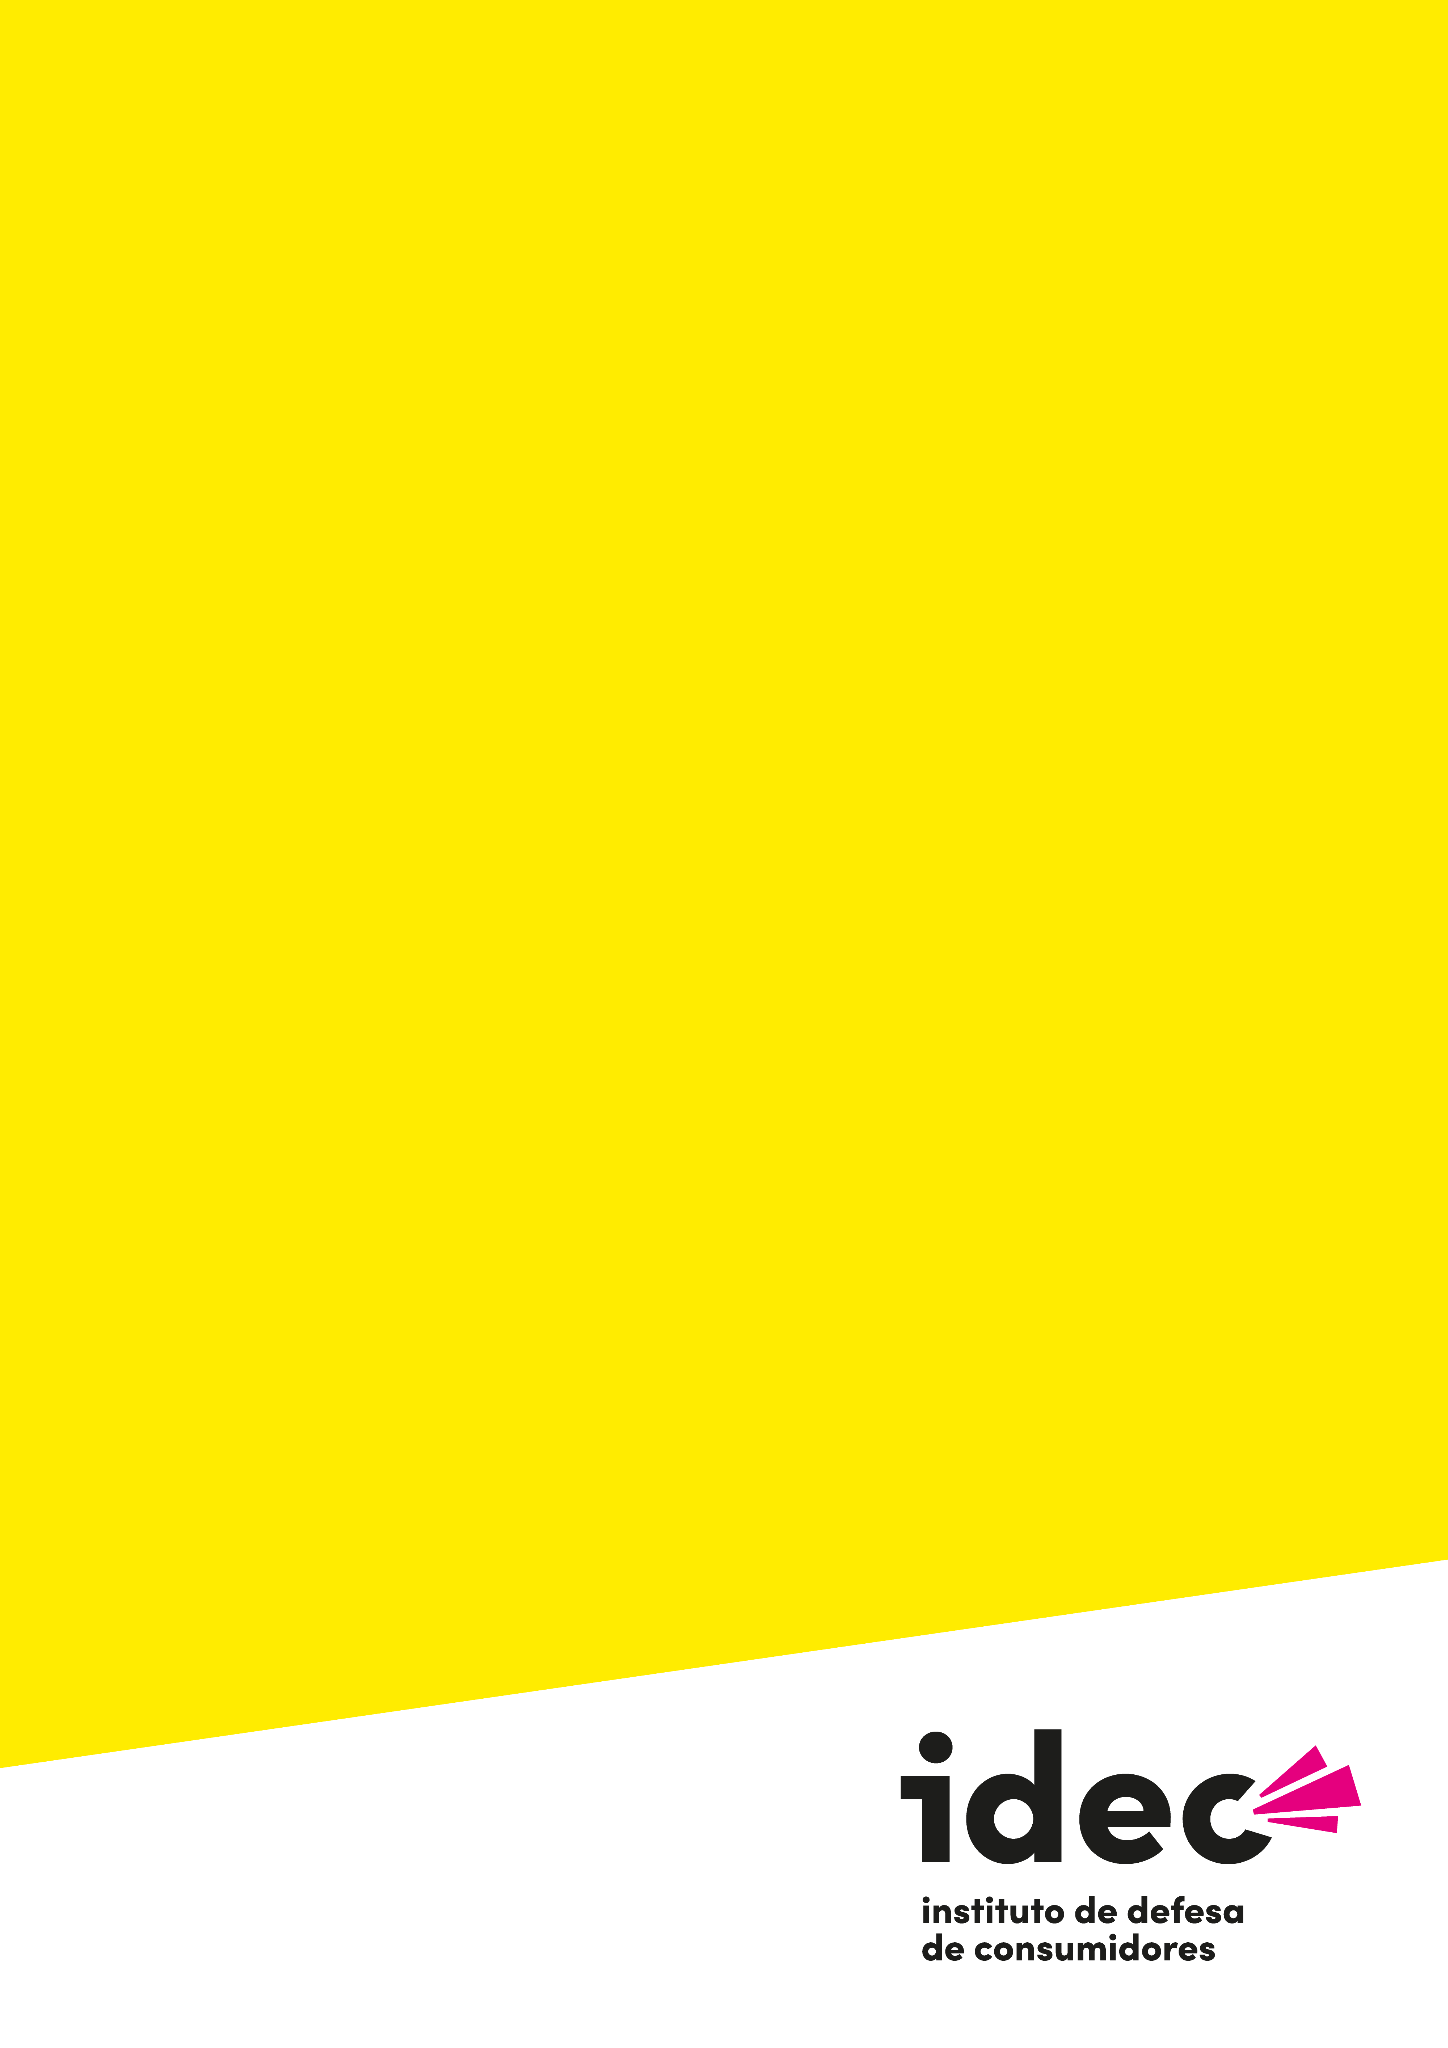 idec
instituto de defesa
de consumidores